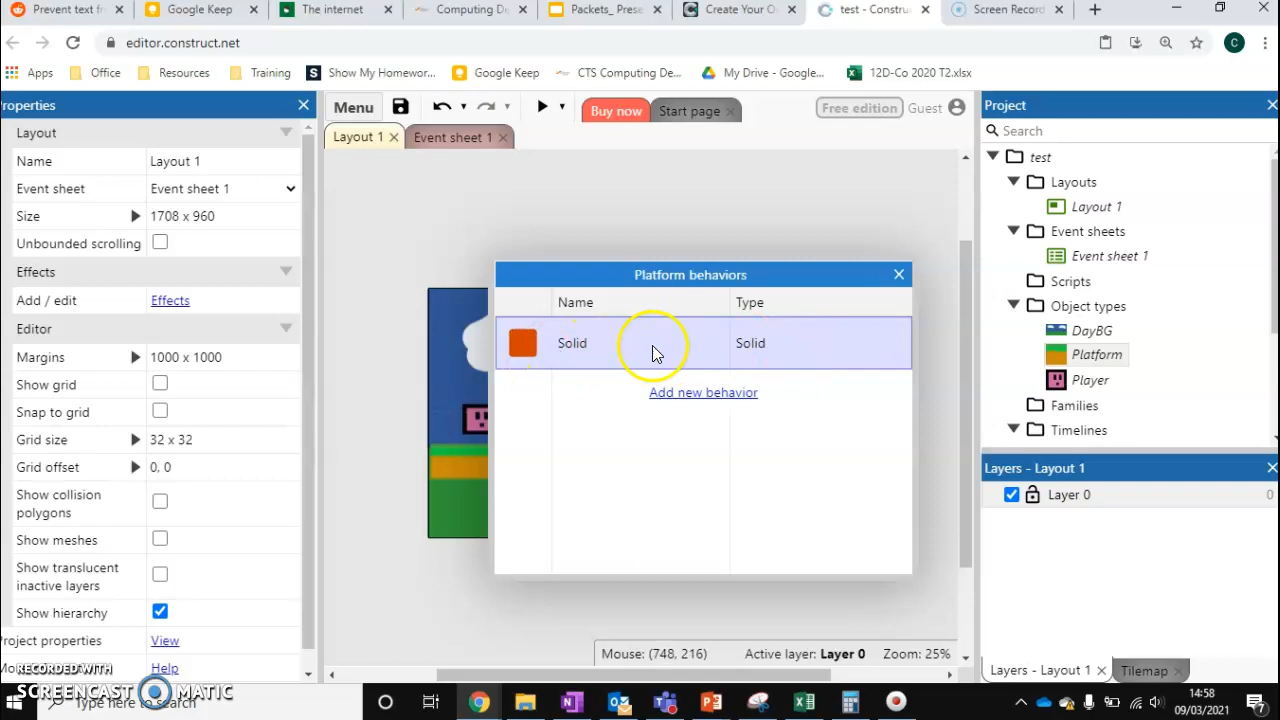 Prevent text fr
Google Keep
The internet
Computing De
Packets_ Prese
Create Your O
test - Construc
Screen Record
editor.construct.net
Apps
Office
Resources
Training
Show My Homewor...
Google Keep
CTS Computing De...
My Drive - Google...
12D-Co 2020 T2.xlsx
Properties
Layout
Name Layout 1
Event sheet Event sheet 1
Size 1708 x 960
Unbounded scrolling
Effects
Add / edit Effects
Editor
Margins 1000 x 1000
Show grid
Snap to grid
Grid size 32 x 32
Grid offset 0, 0
Show collision
polygons
Show meshes
Show translucent
inactive layers
Show hierarchy
Project properties View
Help
RECORDED WITH
SCREENCAST MATIC
Type here to search
Menu
Buy now
Start page
Free edition
Guest
Layout 1
Event sheet 1
Platform behaviors
Name Type
Solid Solid
Add new behavior
Mouse: (748, 216) Active layer: Layer 0 Zoom: 25%
Project
Search
test
Layouts
Layout 1
Event sheets
Event sheet 1
Scripts
Object types
DayBG
Platform
Player
Families
Timelines
Layers - Layout 1
Layer 0 0
Layers - Layout 1
Tilemap
14:58
09/03/2021
7